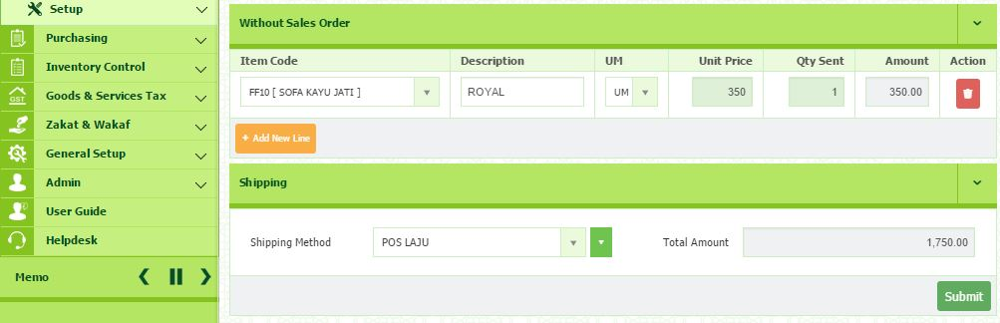 Setup
Purchasing
Inventory Control
GST
Goods & Services Tax
Zakat & Wakaf
General Setup
Admin
User Guide
Helpdesk
Memo
Without Sales Order
Item Code Description UM Unit Price Qty Sent Amount Action
FF10 [ SOFA KAYU JATI ] ROYAL UM 350 1 350.00
+ Add New Line
Shipping
Shipping Method POS LAJU Total Amount 1,750.00
Submit